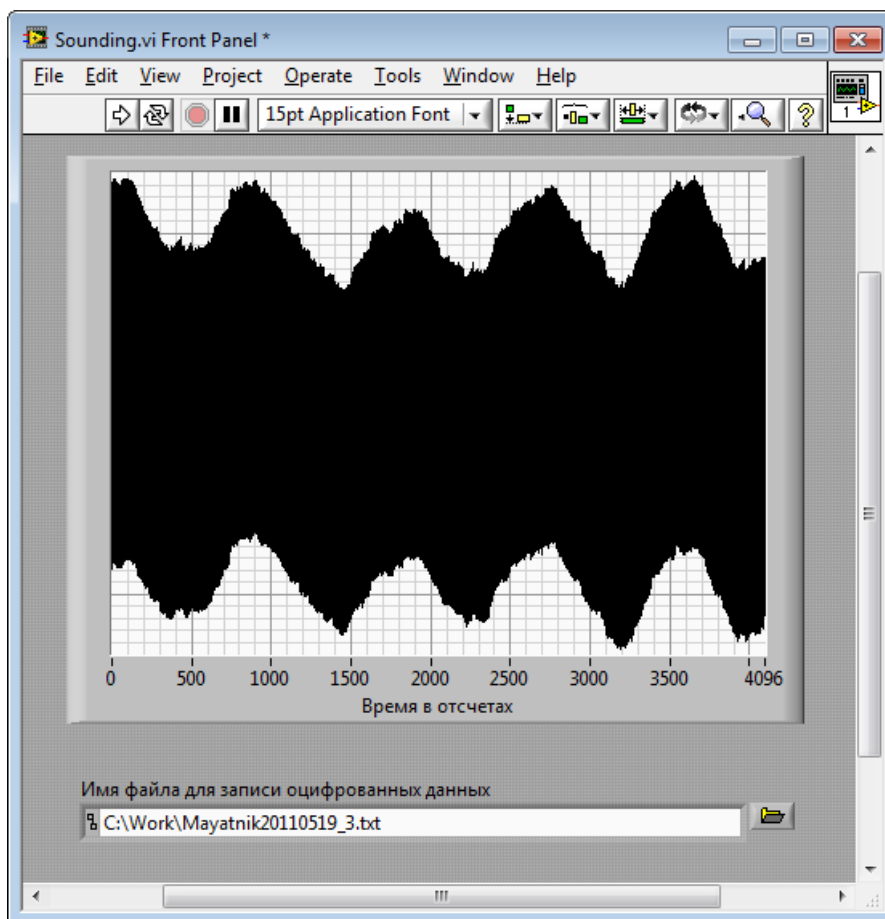 Sounding.vi Front Panel *
File Edit View Project Operate Tools Window Help
15pt Application Font
1
0 500 1000 1500 2000 2500 3000 3500 4096
Время в отсчетах
Имя файла для записи оцифрованных данных
C:\Work\Mayatnik20110519_3.txt